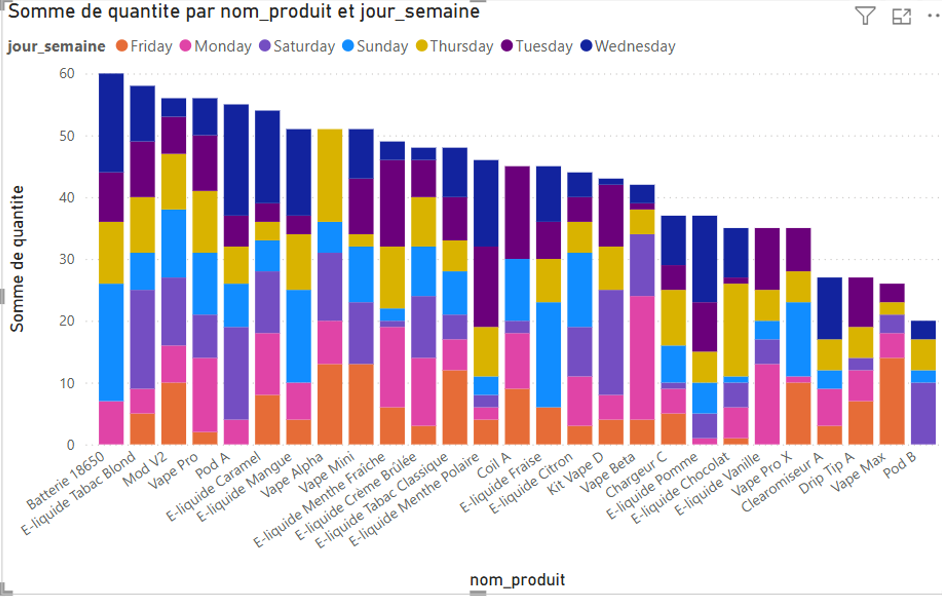 Somme de quantite par nom_produit et jour_semaine
jour_semaine Friday Monday Saturday Sunday Thursday Tuesday Wednesday
60
50
40
30
20
10
0
Somme de quantite
Batterie 18650
E-liquide Tabac Blond
Mod V2
Vape Pro
Pod A
E-liquide Caramel
E-liquide Mangue
Vape Alpha
Vape Mini
E-liquide Menthe Fraîche
E-liquide Crème Brûlée
E-liquide Tabac Classique
E-liquide Menthe Polaire
Coil A
E-liquide Fraise
E-liquide Citron
Kit Vape D
Vape Beta
Chargeur C
E-liquide Pomme
E-liquide Chocolat
E-liquide Vanille
Vape Pro X
Clearomiseur A
Drip Tip A
Vape Max
Pod B
nom_produit